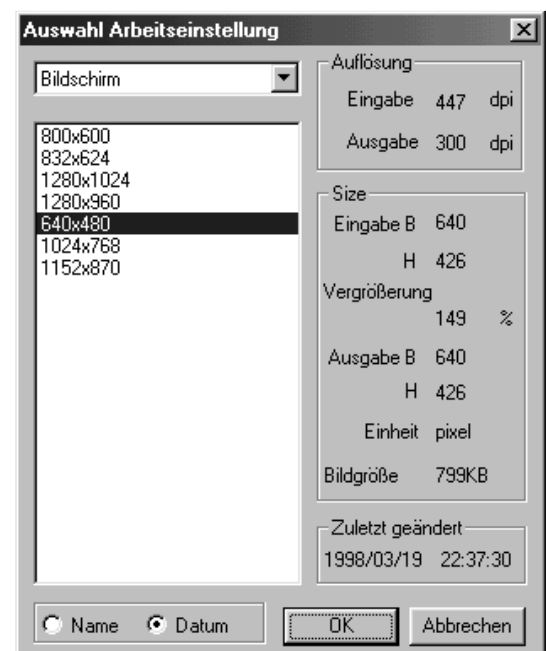 Auswahl Arbeitseinstellung
Bildschirm
800x600
832x624
1280x1024
1280x960
640x480
1024x768
1152x870
Name Datum
Auflösung
Eingabe 447 dpi
Ausgabe 300 dpi
Size
Eingabe B 640
H 426
Vergrößerung
149 %
Ausgabe B 640
H 426
Einheit pixel
Bildgröße 799KB
Zuletzt geändert
1998/03/19 22:37:30
OK Abbrechen